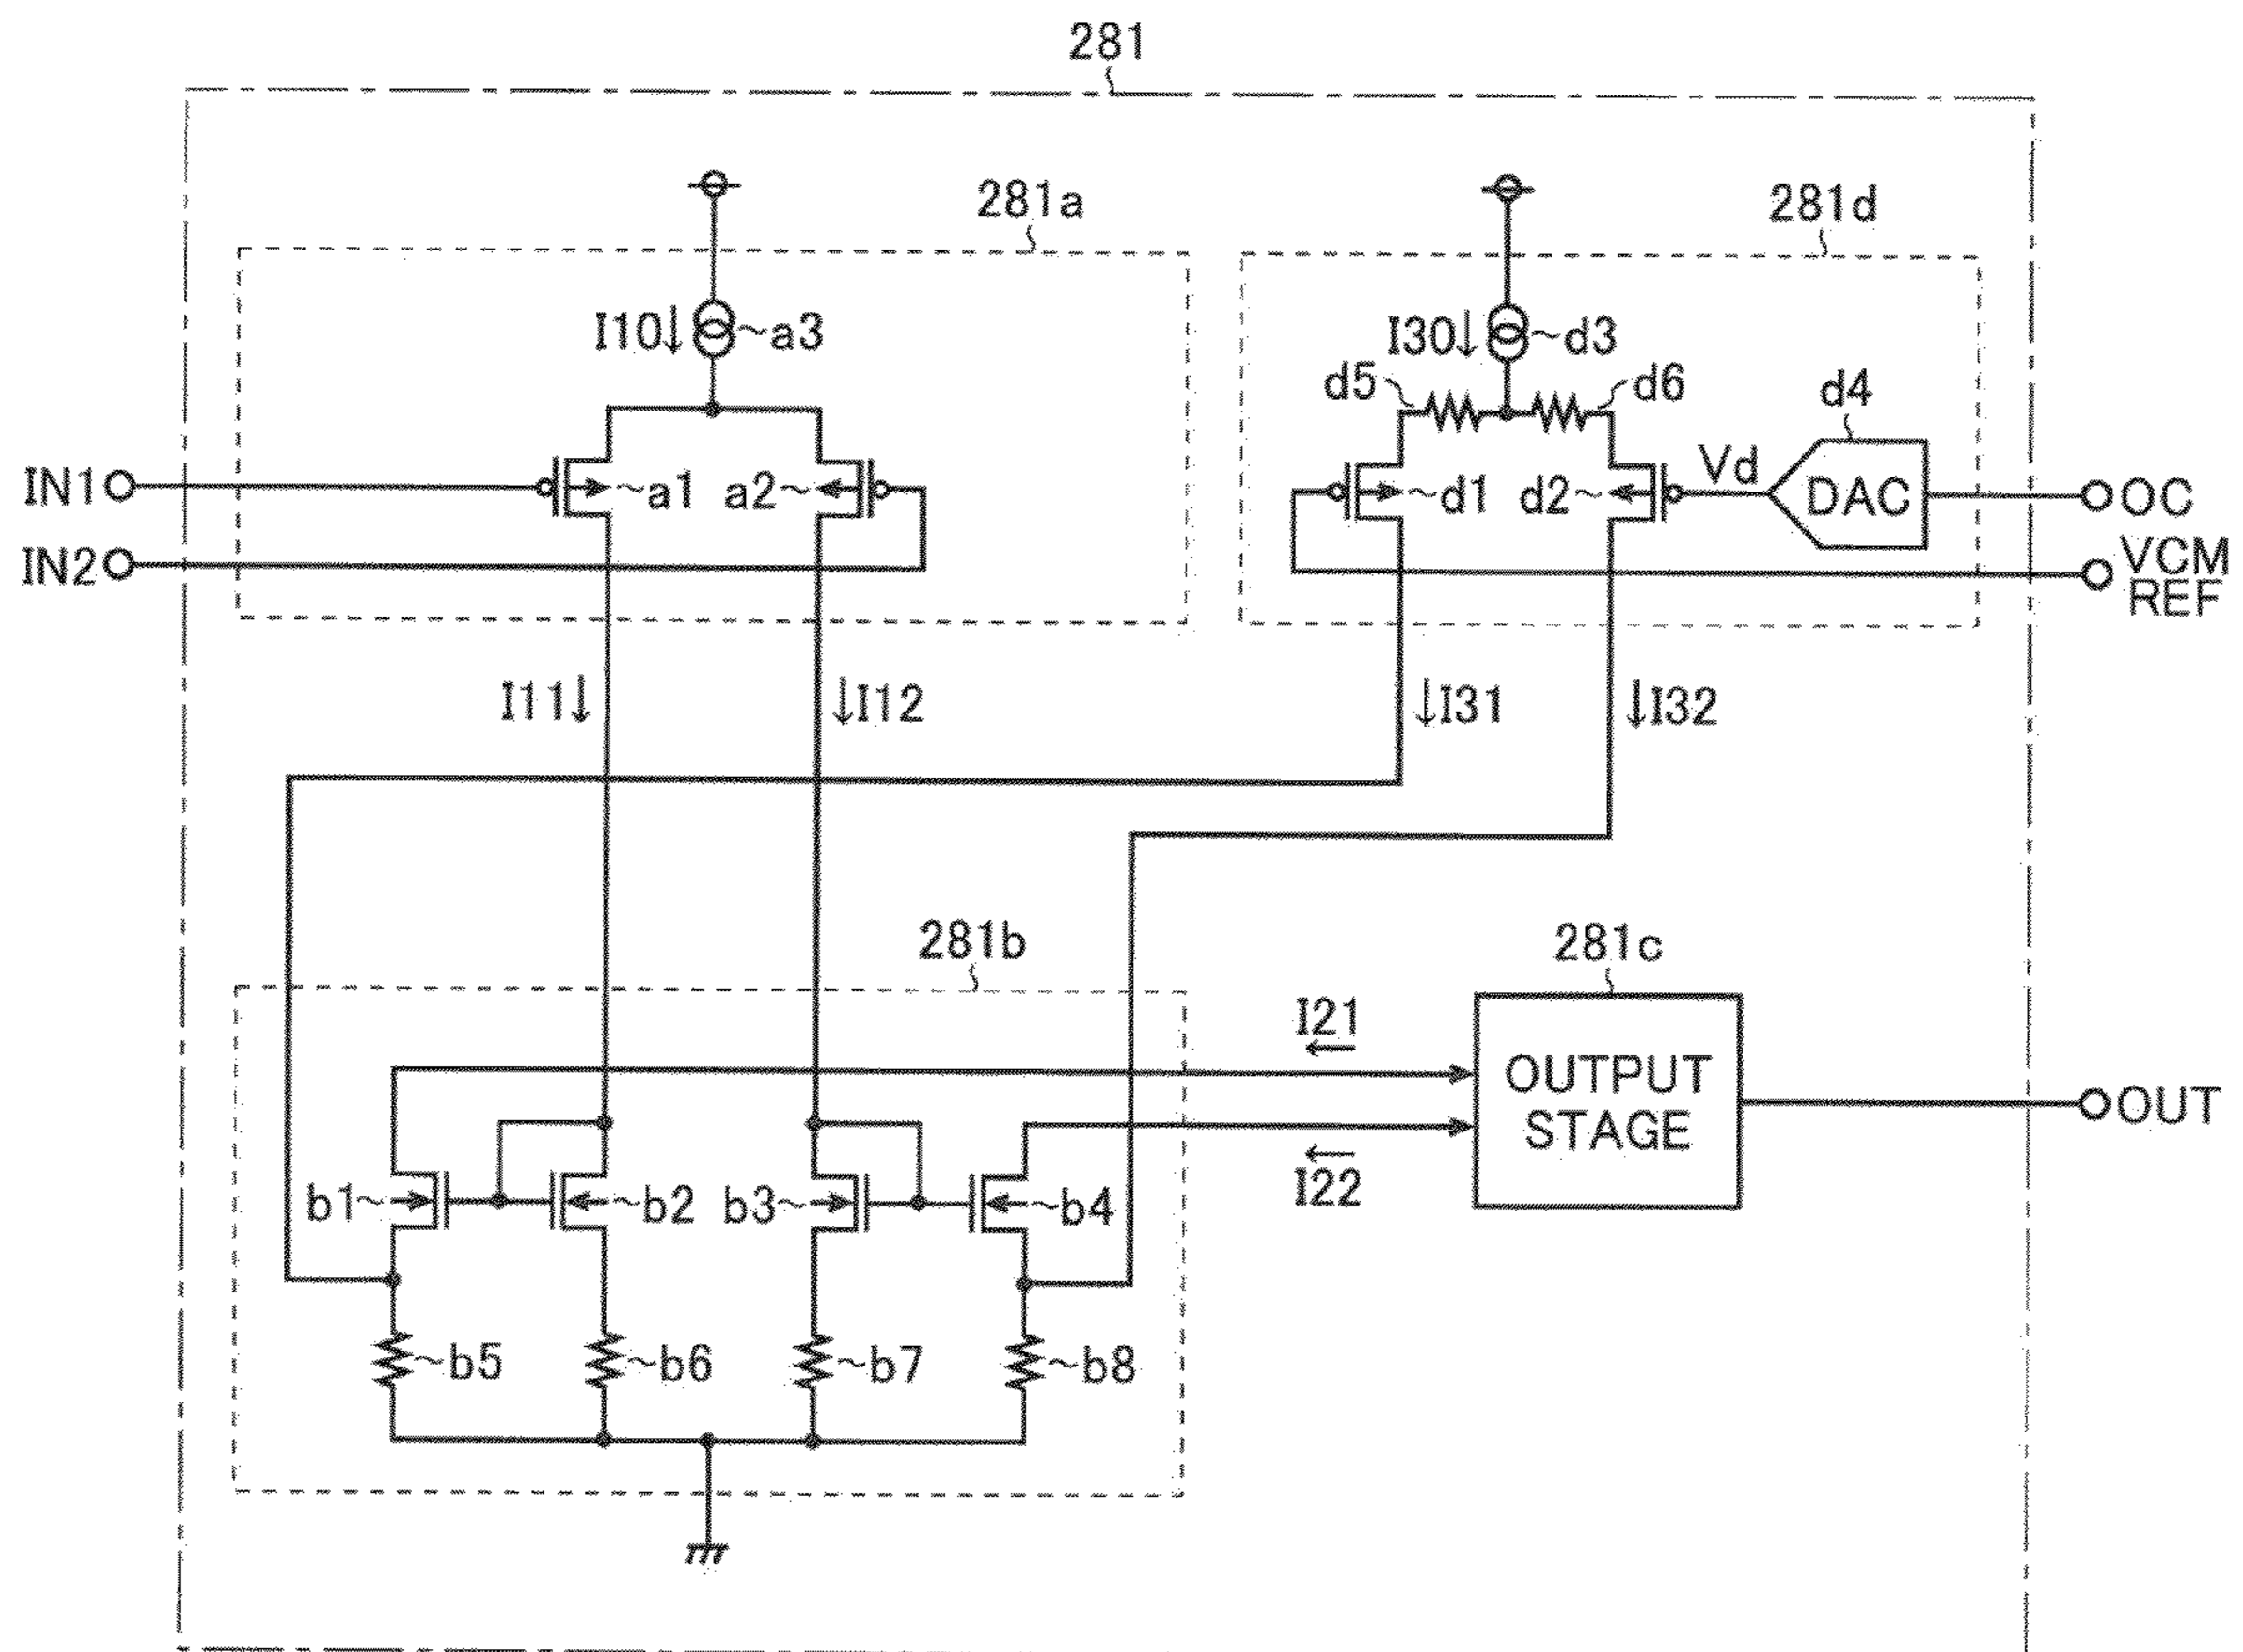 281
281a
281d
I10
a3
I30
d3
d5
d6
d4
IN1
a1
a2
d1
d2
Vd
DAC
OC
IN2
VCM
REF
I11
I12
I31
I32
281b
281c
I21
OUTPUT
STAGE
OUT
I22
b1
b2
b3
b4
b5
b6
b7
b8